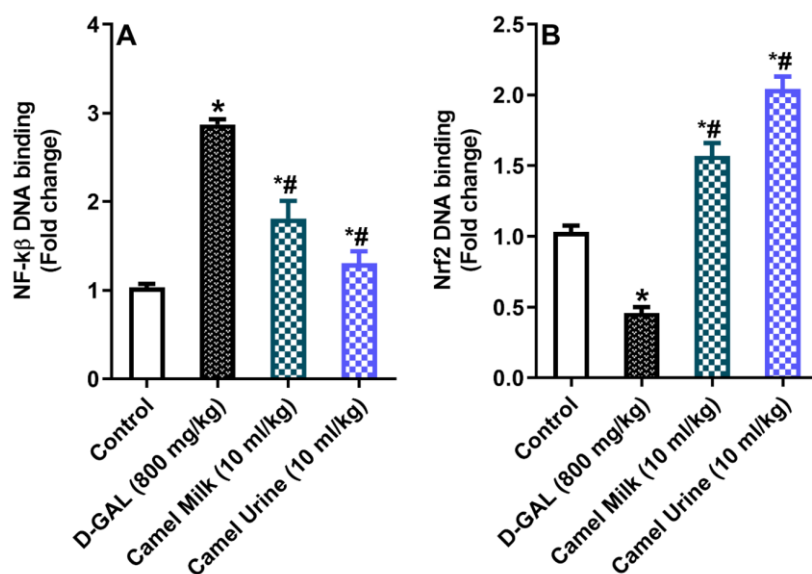 A
NF-kβ DNA binding
(Fold change)
4
3
2
1
0
*
*#
*#
Control
D-GAL (800 mg/kg)
Camel Milk (10 ml/kg)
Camel Urine (10 ml/kg)
B
Nrf2 DNA binding
(Fold change)
2.5
2.0
1.5
1.0
0.5
0.0
*
*#
*#
Control
D-GAL (800 mg/kg)
Camel Milk (10 ml/kg)
Camel Urine (10 ml/kg)